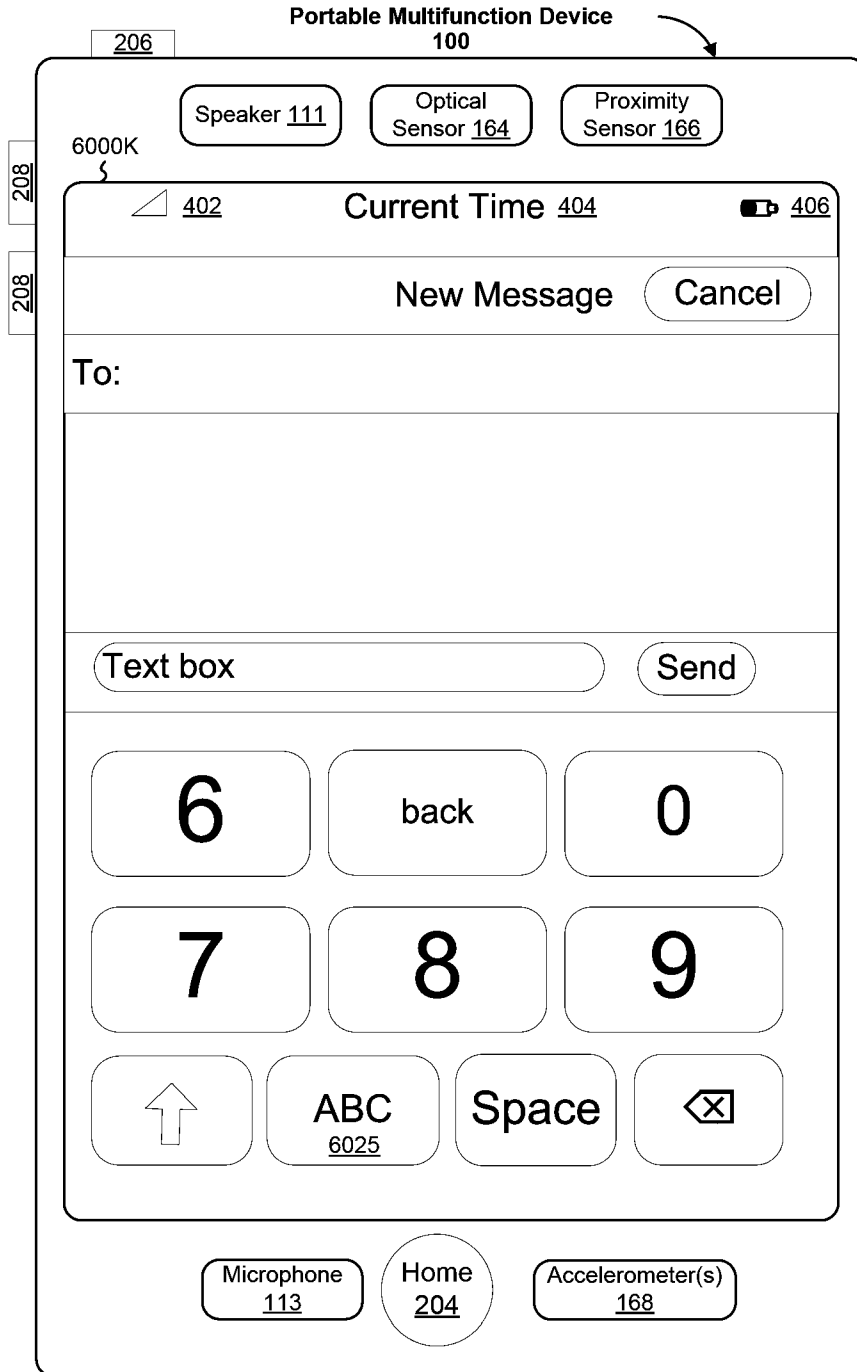 Portable Multifunction Device
100
206
Speaker 111
Optical
Sensor 164
Proximity
Sensor 166
6000K
208
208
402
Current Time 404
406
New Message
Cancel
To:
Text box
Send
6
back
0
7
8
9
ABC
6025
Space
Microphone
113
Home
204
Accelerometer(s)
168